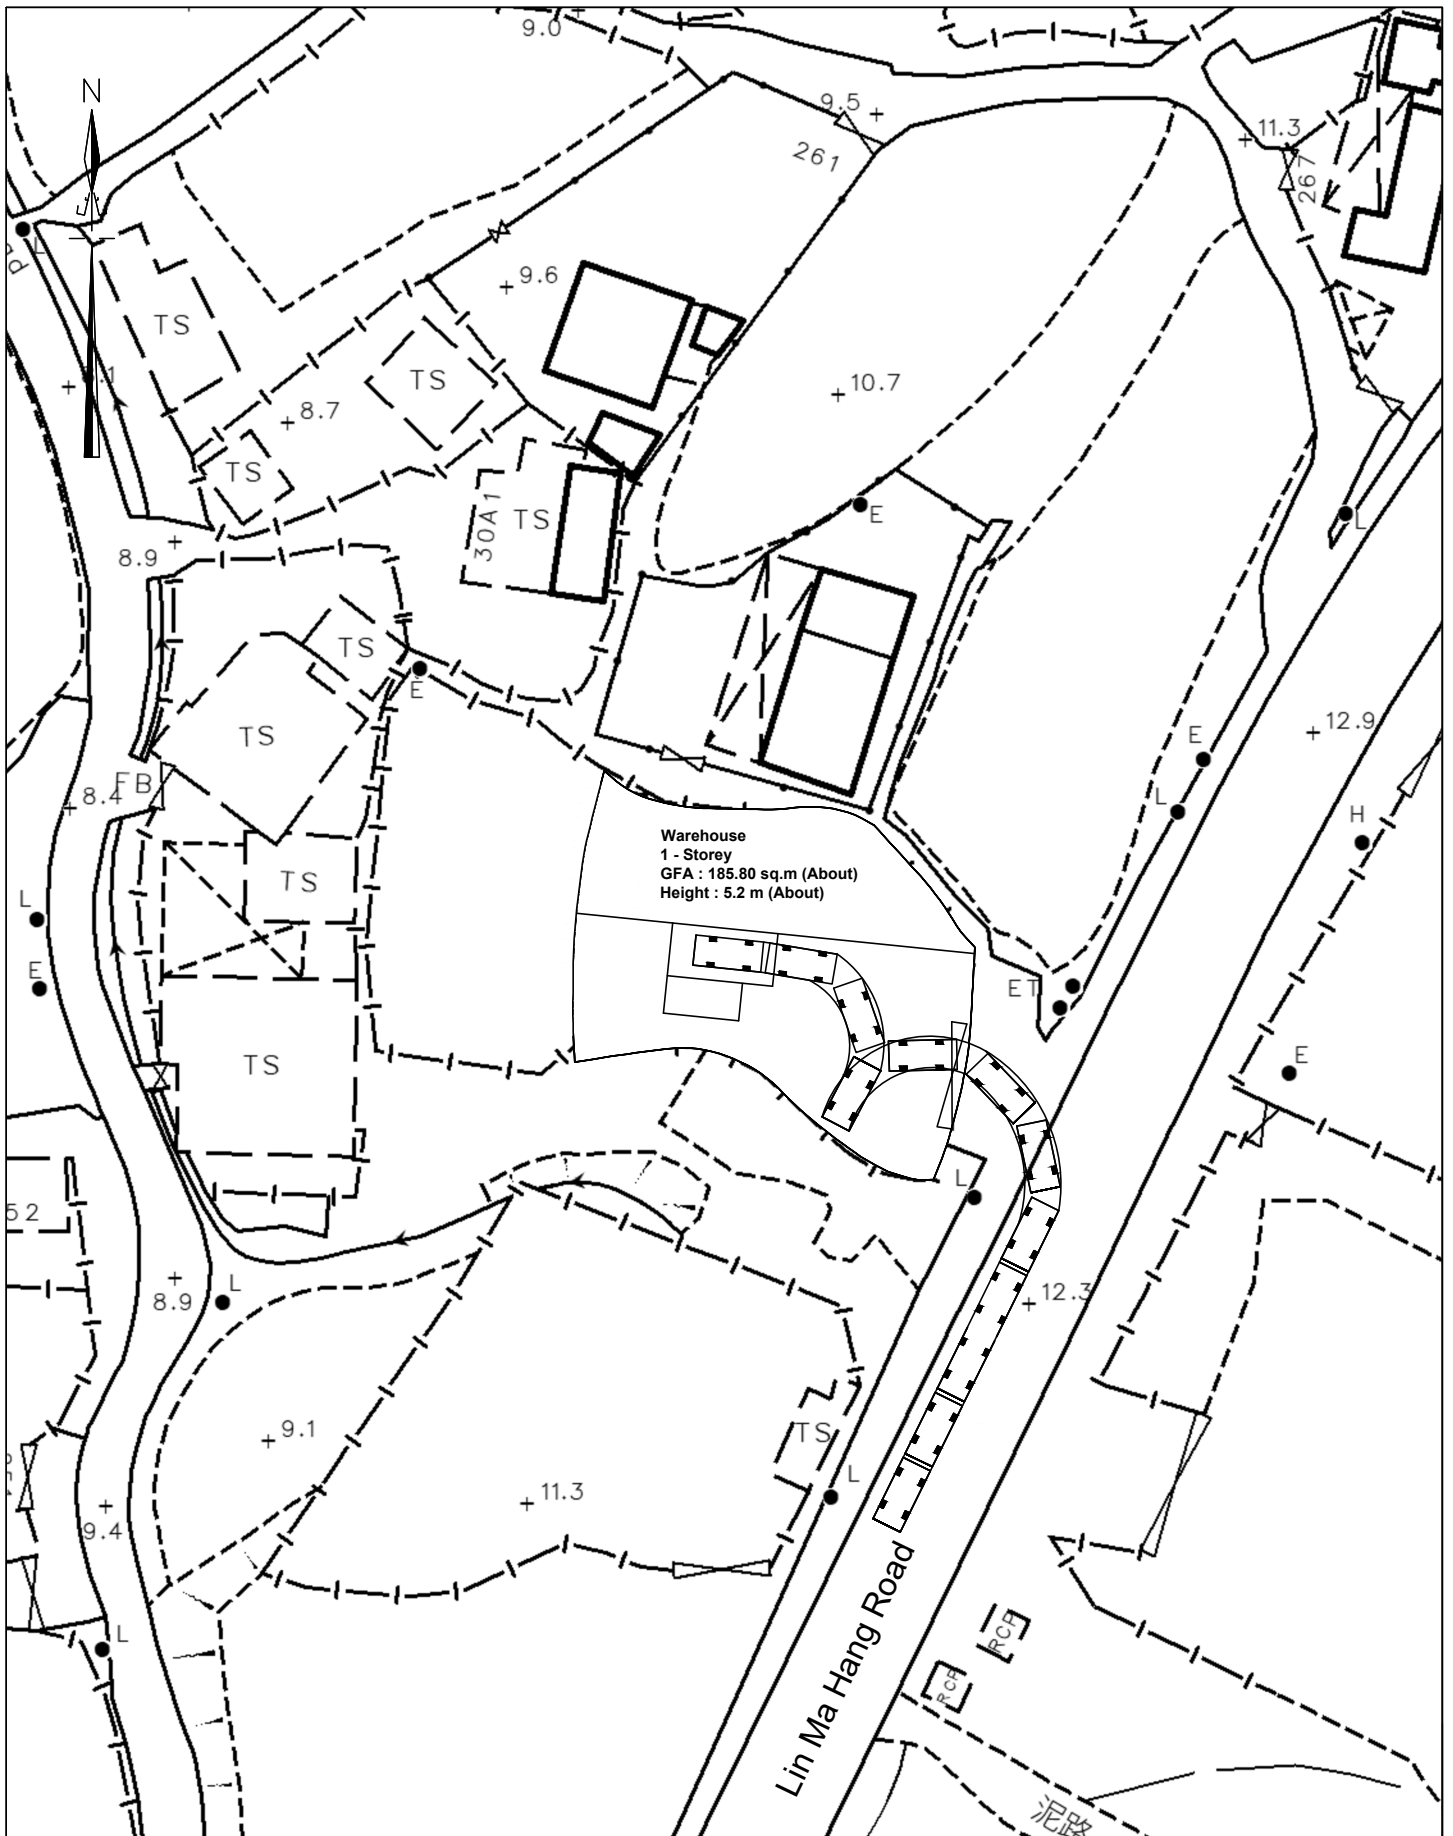 9.0
N
9.5
261
11.3
267
L
TS
9.6
TS
10.7
8.7
TS
30A1
TS
E
L
8.9
TS
E
TS
12.9
E
FB
8.4
L
H
Warehouse
1 - Storey
GFA : 185.80 sq.m (About)
Height : 5.2 m (About)
TS
L
E
ET
TS
E
L
52
8.9
L
12.3
9.1
TS
L
11.3
9.4
Lin Ma Hang Road
RCP
RCP
L
泥路